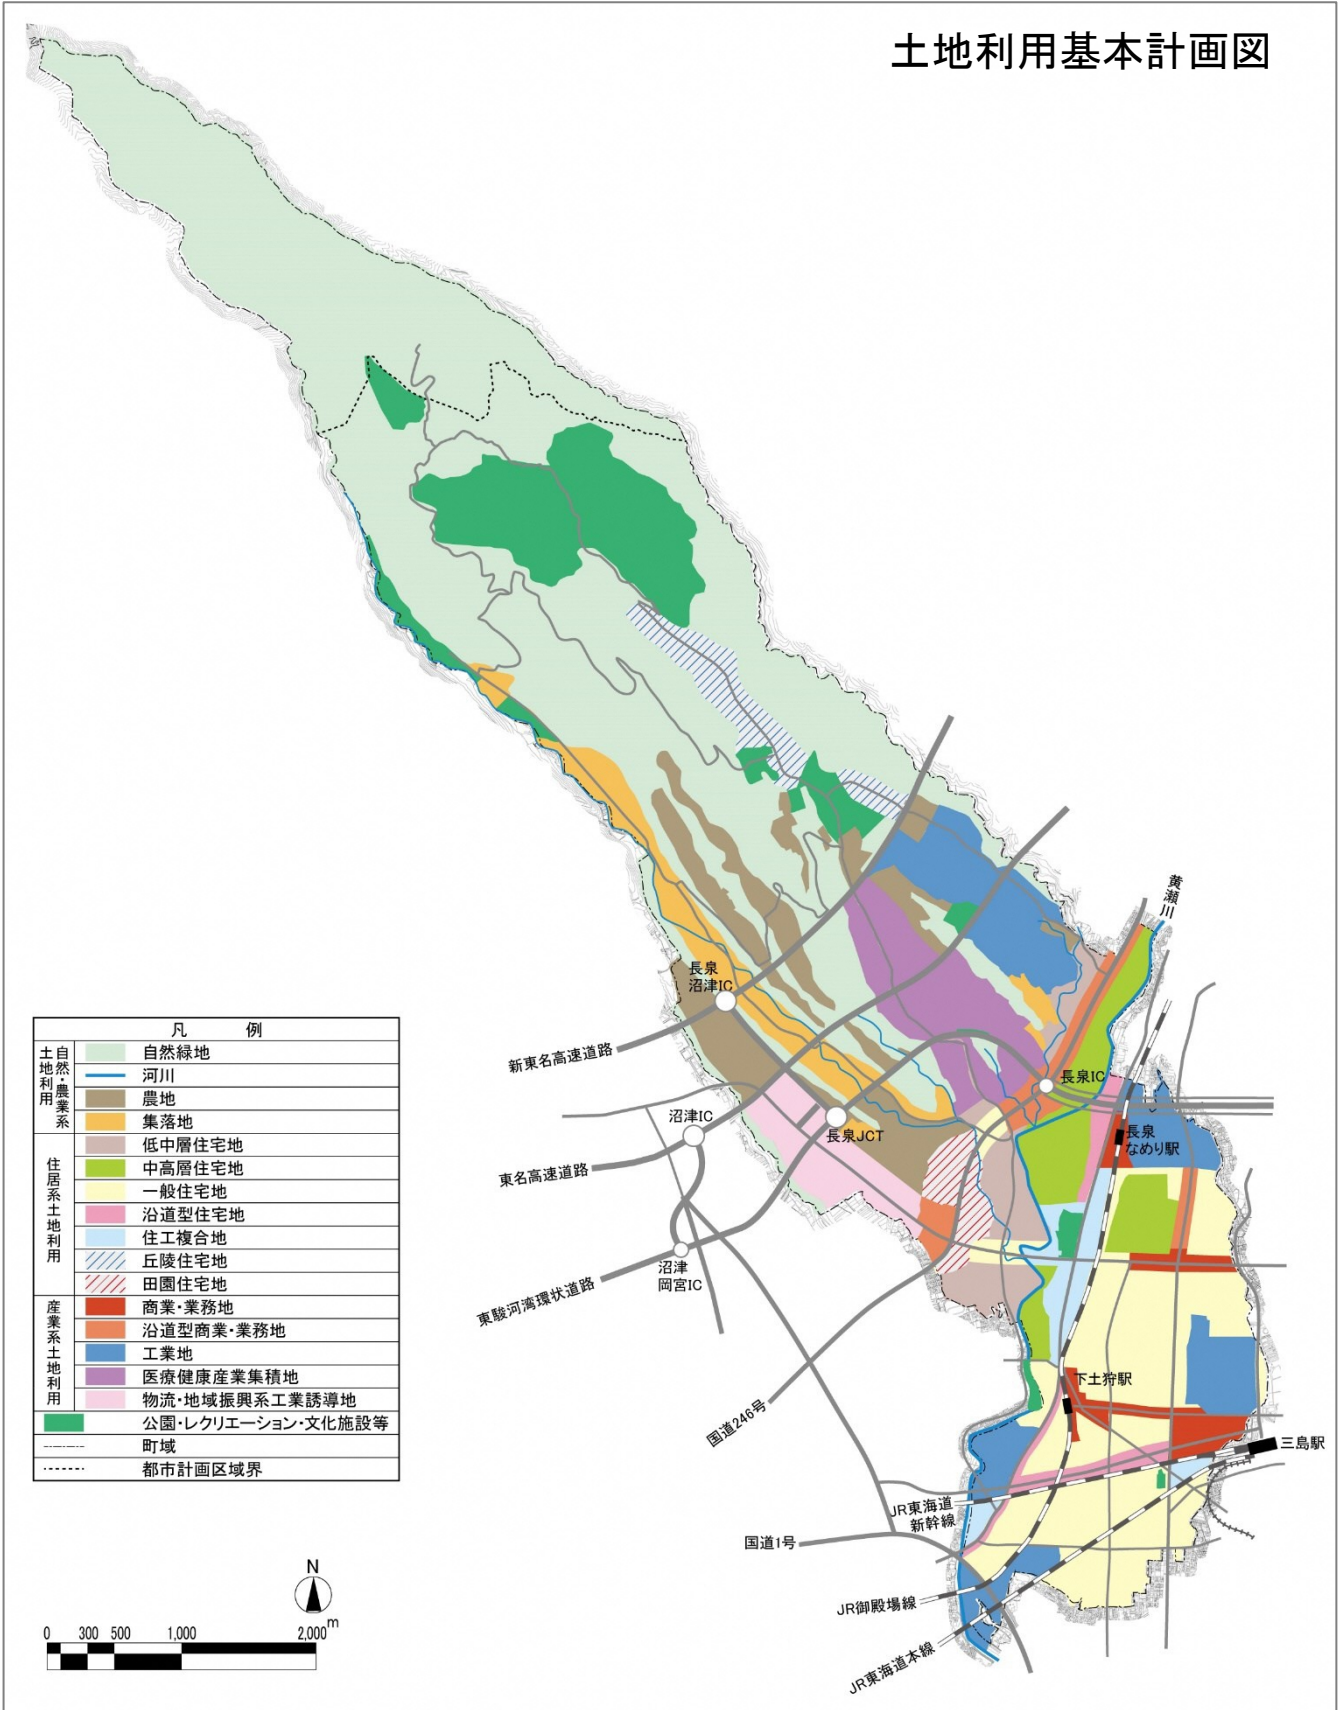 土地利用基本計画図
黄瀬川
長泉
沼津IC
新東名高速道路
長泉IC
沼津IC
長泉JCT
長泉
なめり駅
東名高速道路
沼津
岡宮IC
東駿河湾環状道路
国道246号
下土狩駅
三島駅
JR東海道
新幹線
国道1号
JR御殿場線
JR東海道本線
凡 例
自然・農業系
土地利用
自然緑地
河川
農地
集落地
住居系土地利用
低中層住宅地
中高層住宅地
一般住宅地
沿道型住宅地
住工複合地
丘陵住宅地
田園住宅地
産業系土地利用
商業・業務地
沿道型商業・業務地
工業地
医療健康産業集積地
物流・地域振興系工業誘導地
公園・レクリエーション・文化施設等
町域
都市計画区域界
N
0 300 500 1,000 2,000 m